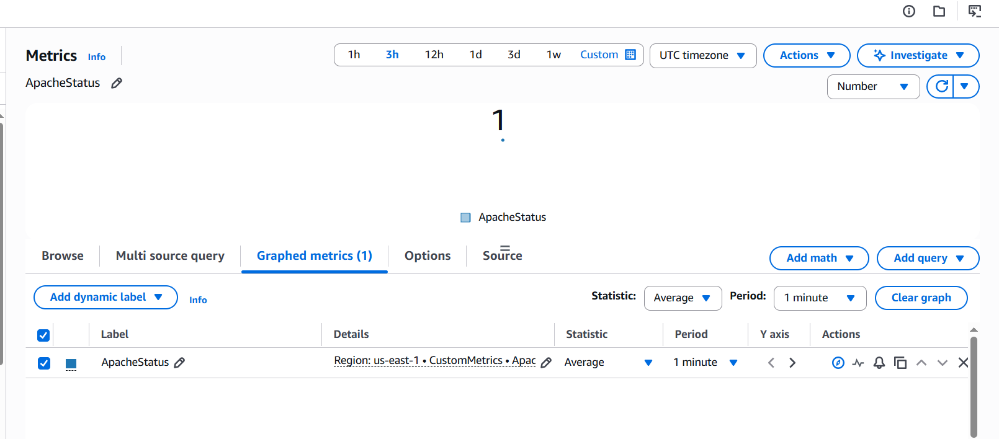 Metrics Info 1h 3h 12h 1d 3d 1w Custom UTC timezone Actions Investigate
ApacheStatus Number
1
ApacheStatus
Browse Multi source query Graphed metrics (1) Options Source Add math Add query
Add dynamic label Info Statistic: Average Period: 1 minute Clear graph
Label Details Statistic Period Y axis Actions
ApacheStatus Region: us-east-1 • CustomMetrics • Apac Average 1 minute